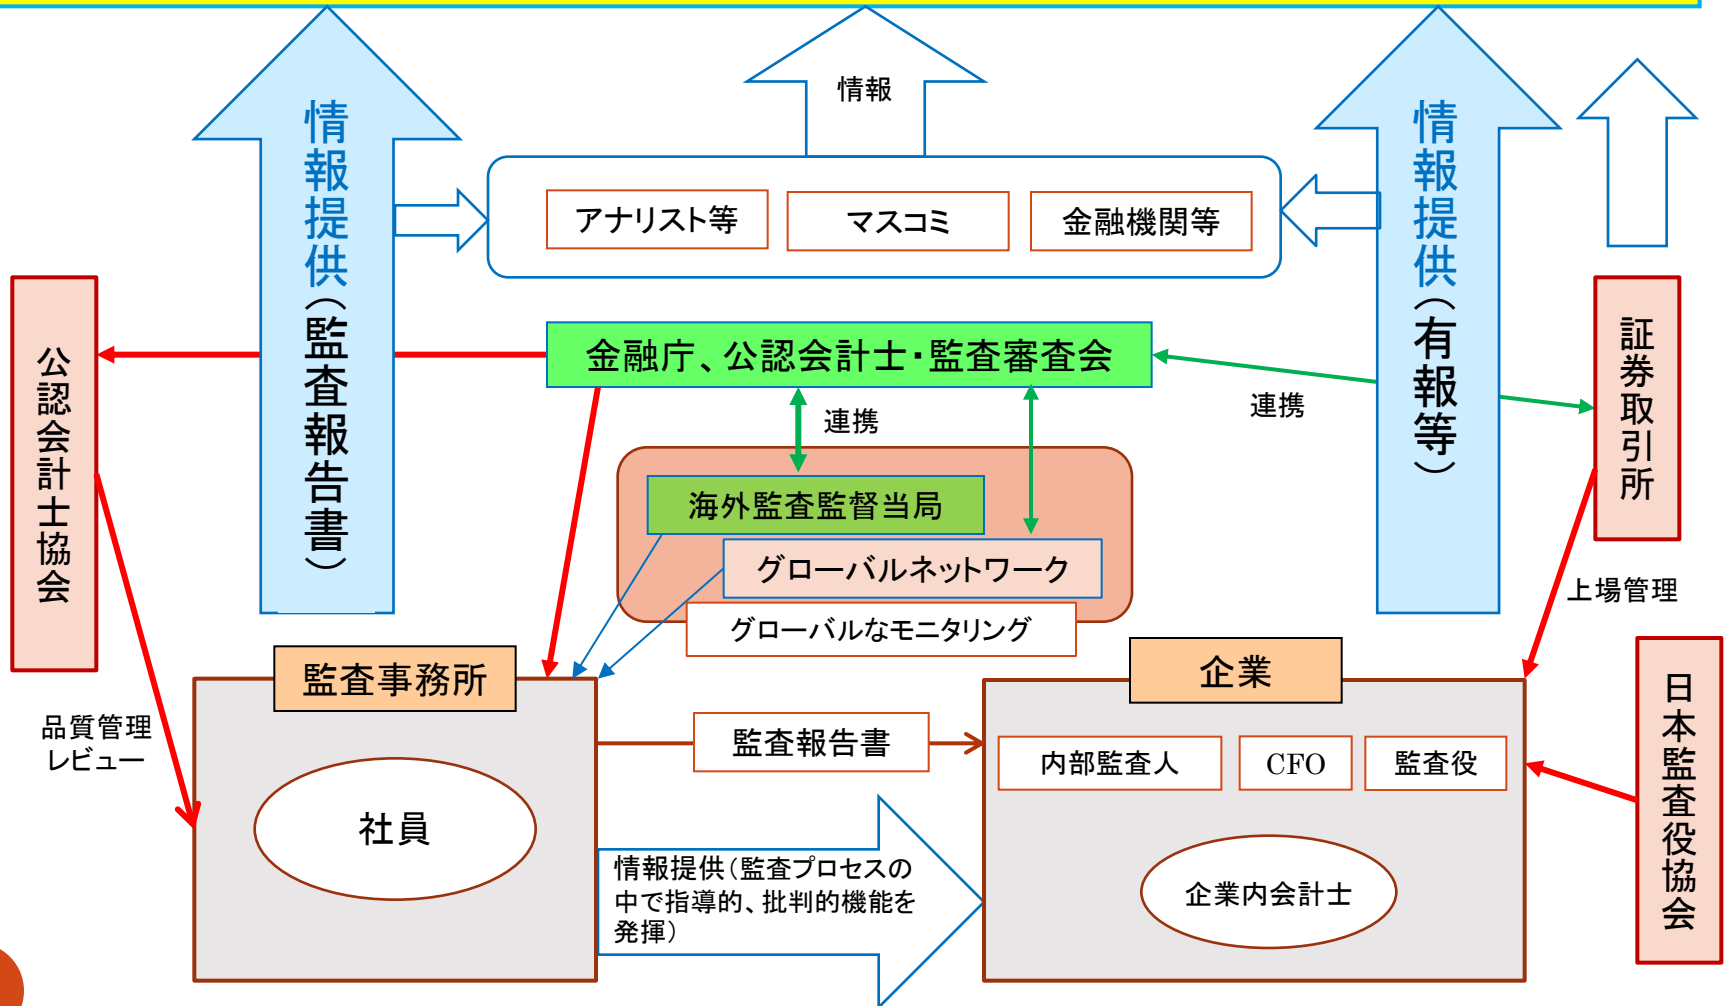 情報
情報提供（監査報告書）
情報提供（有報等）
アナリスト等
マスコミ
金融機関等
公認会計士協会
金融庁、公認会計士・監査審査会
証券取引所
連携
連携
海外監査監督当局
グローバルネットワーク
グローバルなモニタリング
上場管理
監査事務所
企業
日本監査役協会
品質管理
レビュー
監査報告書
内部監査人
CFO
監査役
社員
情報提供（監査プロセスの
中で指導的、批判的機能を
発揮）
企業内会計士